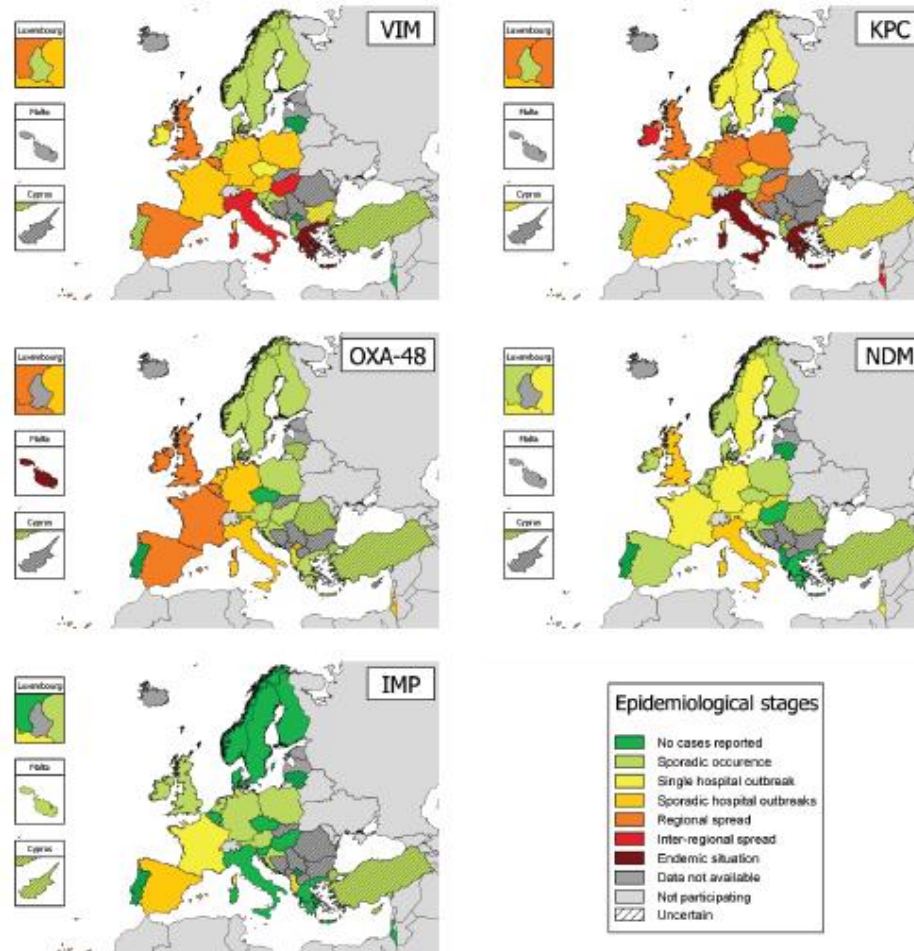 VIM
Luxembourg
Malta
Cyprus
KPC
Luxembourg
Malta
Cyprus
OXA-48
Luxembourg
Malta
Cyprus
NDM
Luxembourg
Malta
Cyprus
IMP
Luxembourg
Malta
Cyprus
Epidemiological stages
No cases reported
Sporadic occurence
Single hospital outbreak
Sporadic hospital outbreaks
Regional spread
Inter-regional spread
Endemic situation
Data not available
Not participating
Uncertain